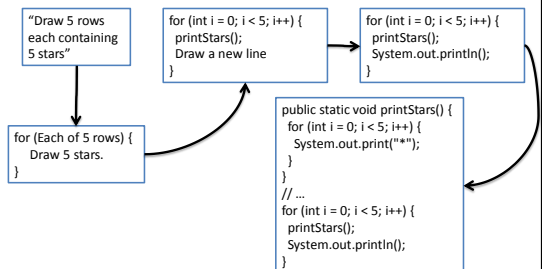 “Draw 5 rows
each containing
5 stars”
for (Each of 5 rows) {
Draw 5 stars.
}
for (int i = 0; i < 5; i++) {
printStars();
Draw a new line
}
for (int i = 0; i < 5; i++) {
printStars();
System.out.println();
}
public static void printStars() {
for (int i = 0; i < 5; i++) {
System.out.print("*");
}
}
// …
for (int i = 0; i < 5; i++) {
printStars();
System.out.println();
}